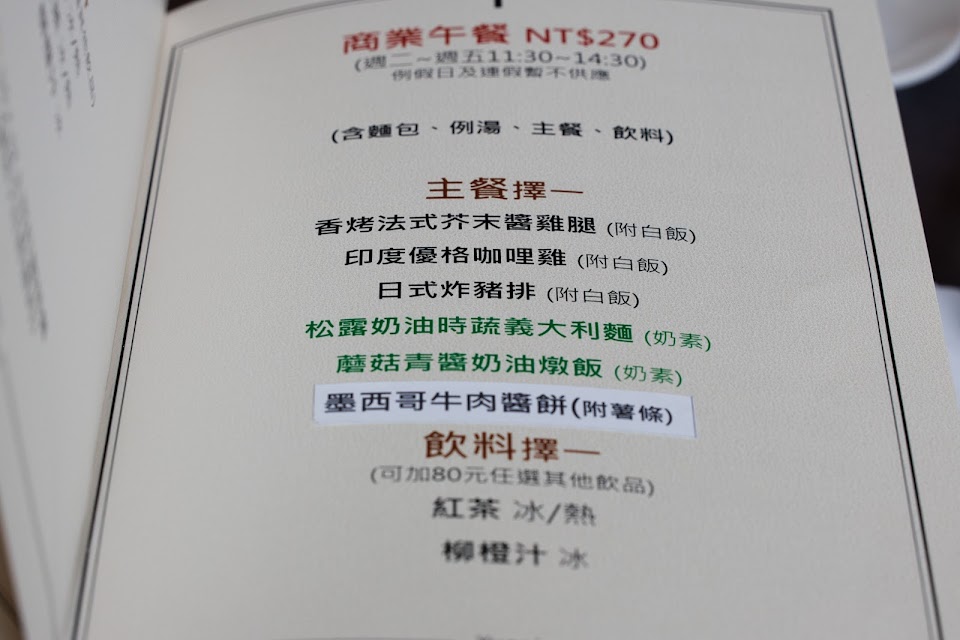 商業午餐 NT$270
(週二~週五11:30~14:30)
例假日及連假暫不供應
(含麵包、例湯、主餐、飲料)
主餐擇一
香烤法式芥末醬雞腿 (附白飯)
印度優格咖哩雞 (附白飯)
日式炸豬排 (附白飯)
松露奶油時蔬義大利麵 (奶素)
蘑菇青醬奶油燉飯 (奶素)
墨西哥牛肉醬餅(附薯條)
飲料擇一
(可加80元任選其他飲品)
紅茶 冰/熱
柳橙汁 冰